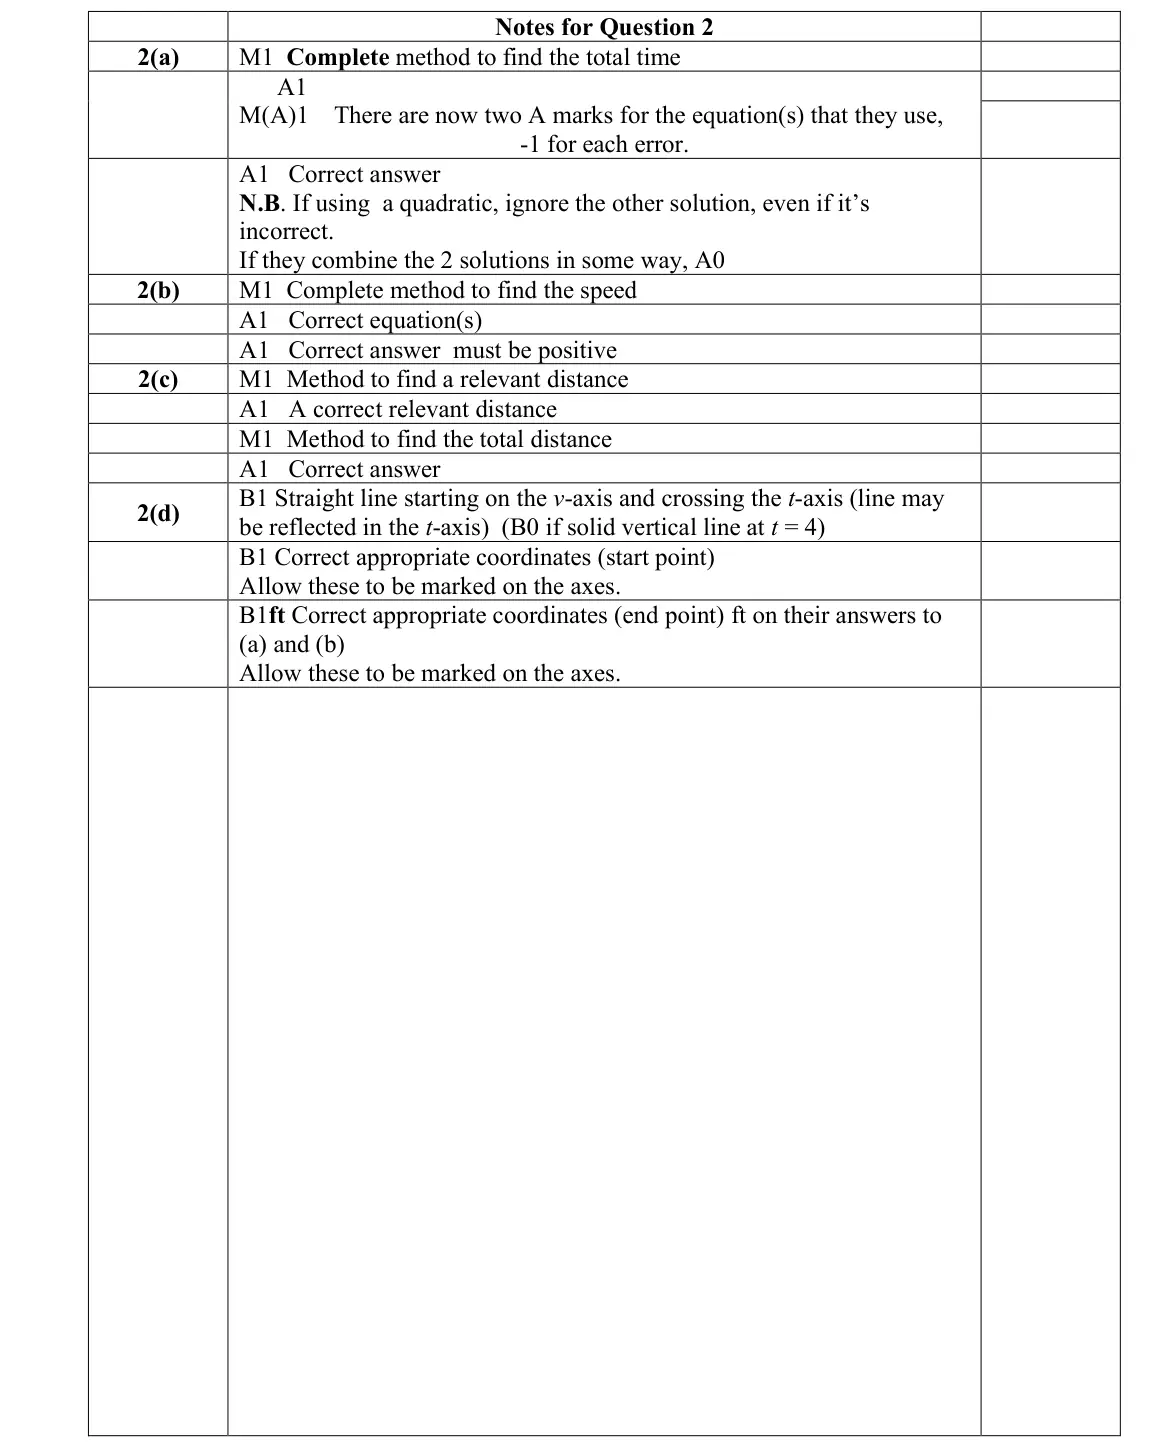 Notes for Question 2
2(a) M1 Complete method to find the total time
A1
M(A)1 There are now two A marks for the equation(s) that they use,
-1 for each error.
A1 Correct answer
N.B. If using a quadratic, ignore the other solution, even if it’s
incorrect.
If they combine the 2 solutions in some way, A0
2(b) M1 Complete method to find the speed
A1 Correct equation(s)
A1 Correct answer must be positive
2(c) M1 Method to find a relevant distance
A1 A correct relevant distance
M1 Method to find the total distance
A1 Correct answer
2(d) B1 Straight line starting on the v-axis and crossing the t-axis (line may
be reflected in the t-axis) (B0 if solid vertical line at t = 4)
B1 Correct appropriate coordinates (start point)
Allow these to be marked on the axes.
B1ft Correct appropriate coordinates (end point) ft on their answers to
(a) and (b)
Allow these to be marked on the axes.